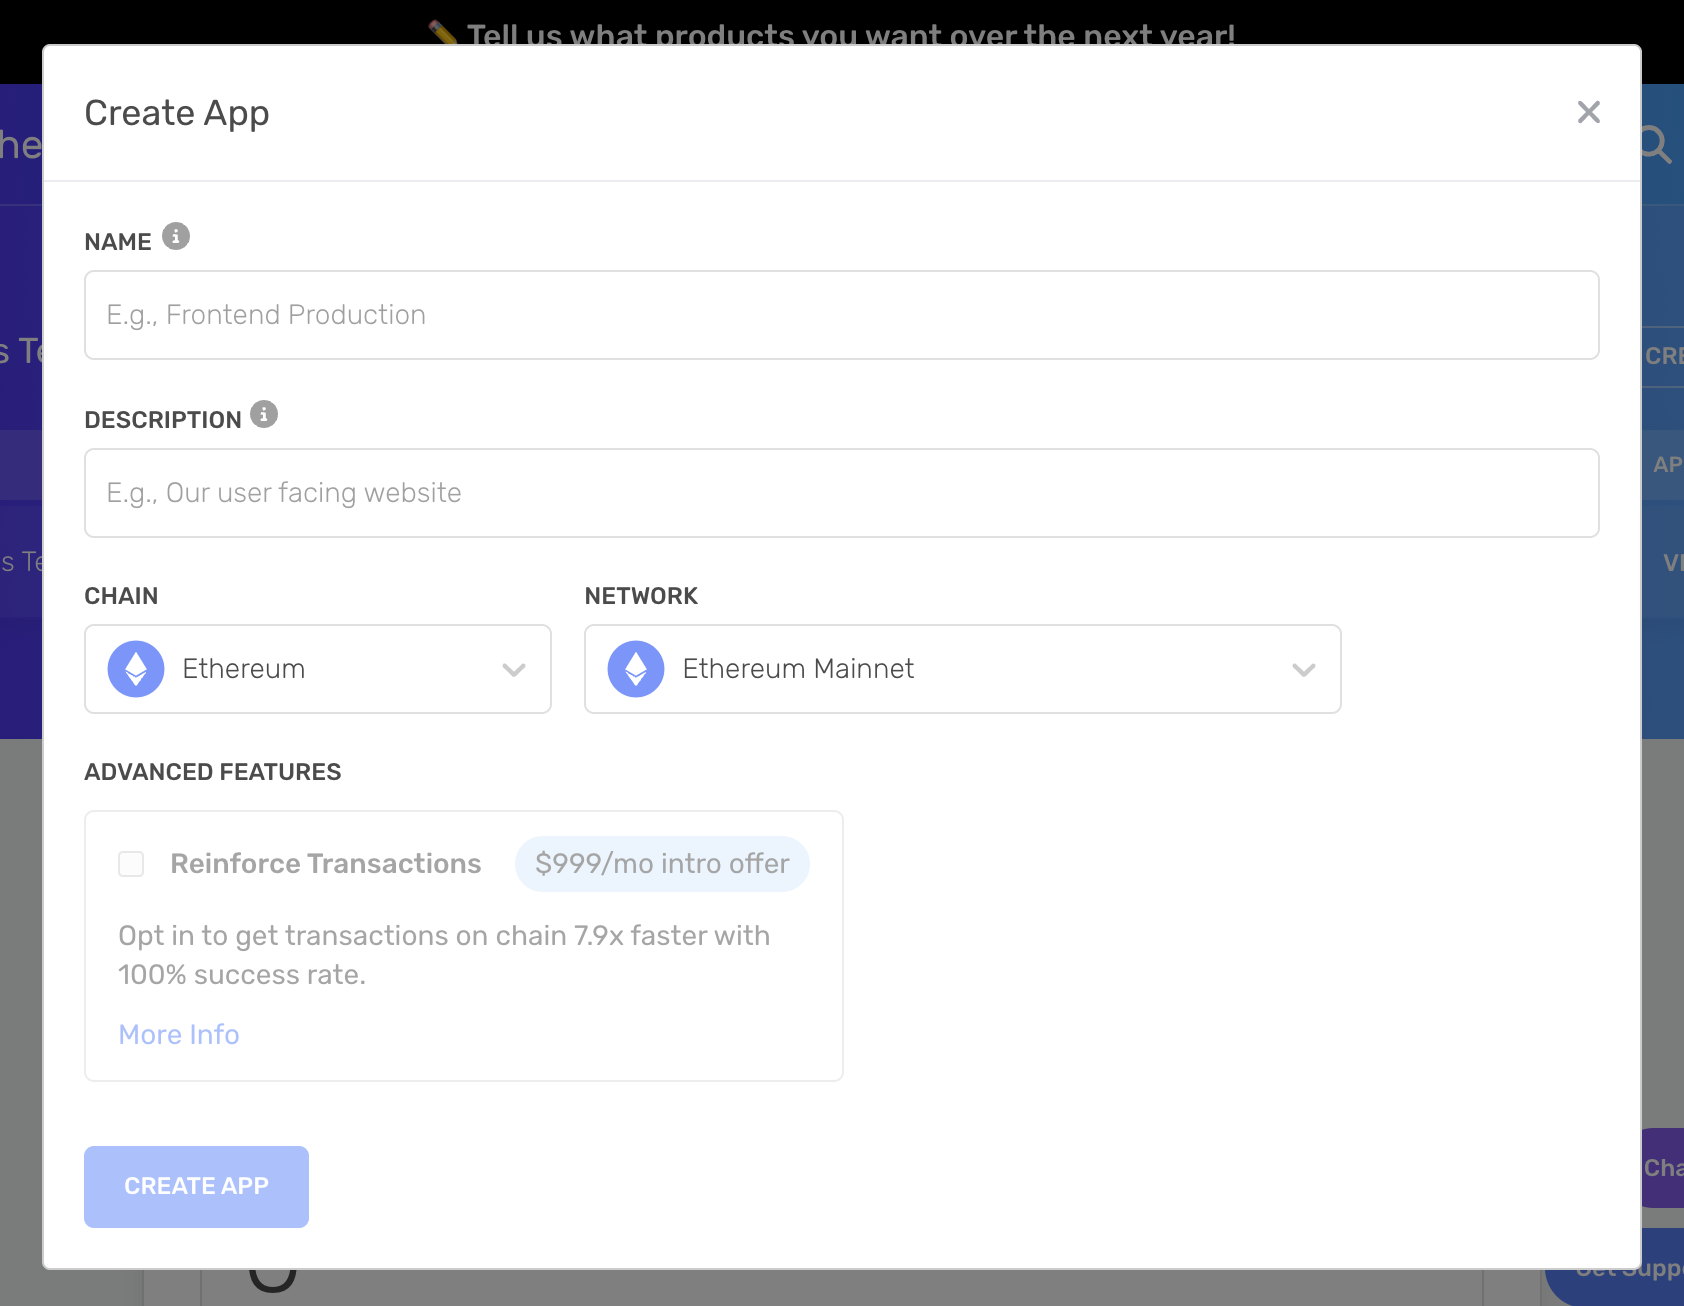 Tell us what products you want over the next year!
Create App
NAME
E.g., Frontend Production
DESCRIPTION
E.g., Our user facing website
CHAIN
NETWORK
Ethereum
Ethereum Mainnet
ADVANCED FEATURES
Reinforce Transactions
$999/mo intro offer
Opt in to get transactions on chain 7.9x faster with
100% success rate.
More Info
CREATE APP